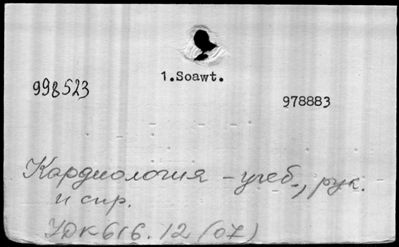 1.Soawt.
998523
978883
Кардиология – учеб., рук.
и спр.
УДК 616.12 (07)